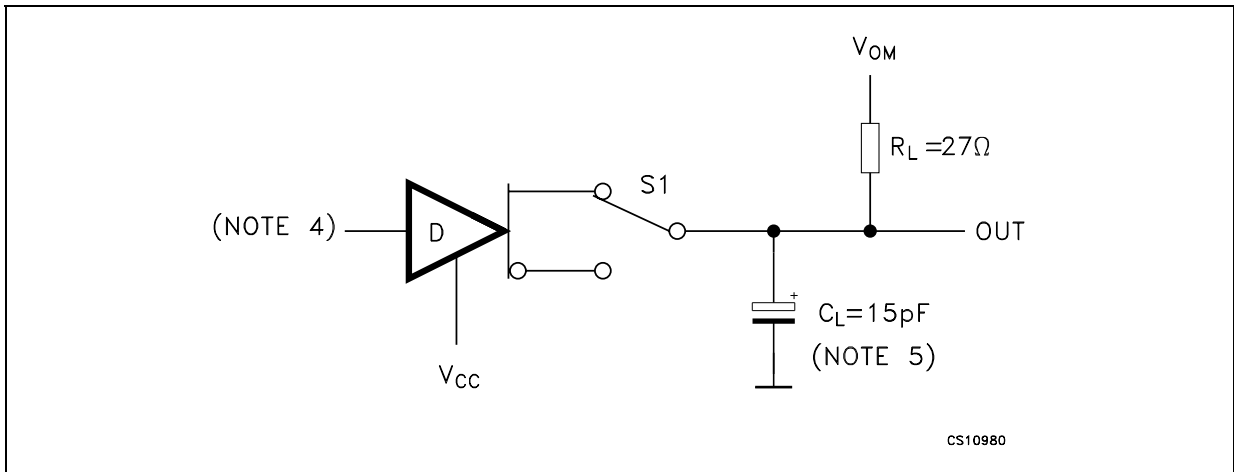 V_OM
R_L =27Ω
S1
(NOTE 4)
D
OUT
+
C_L=15pF
(NOTE 5)
V_CC
CS10980